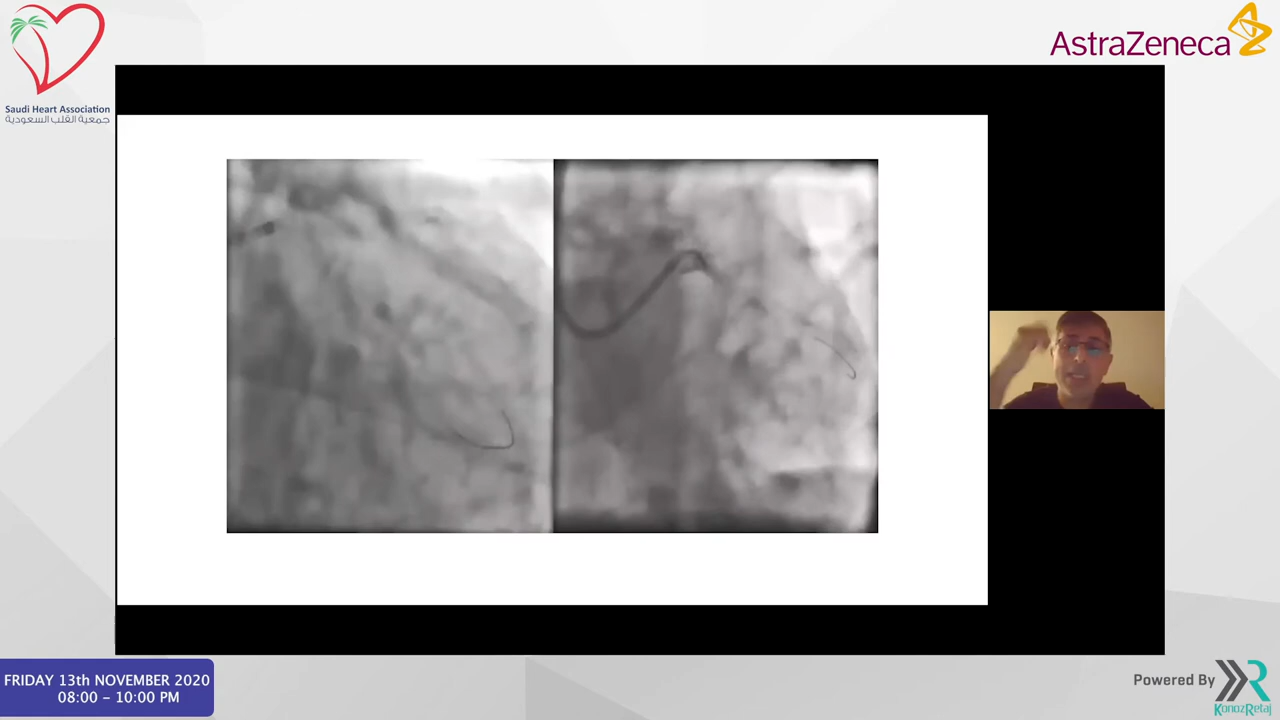 Saudi Heart Association
جمعية القلب السعودية
AstraZeneca
FRIDAY 13th NOVEMBER 2020
08:00 – 10:00 PM
Powered By
KonozRetaj